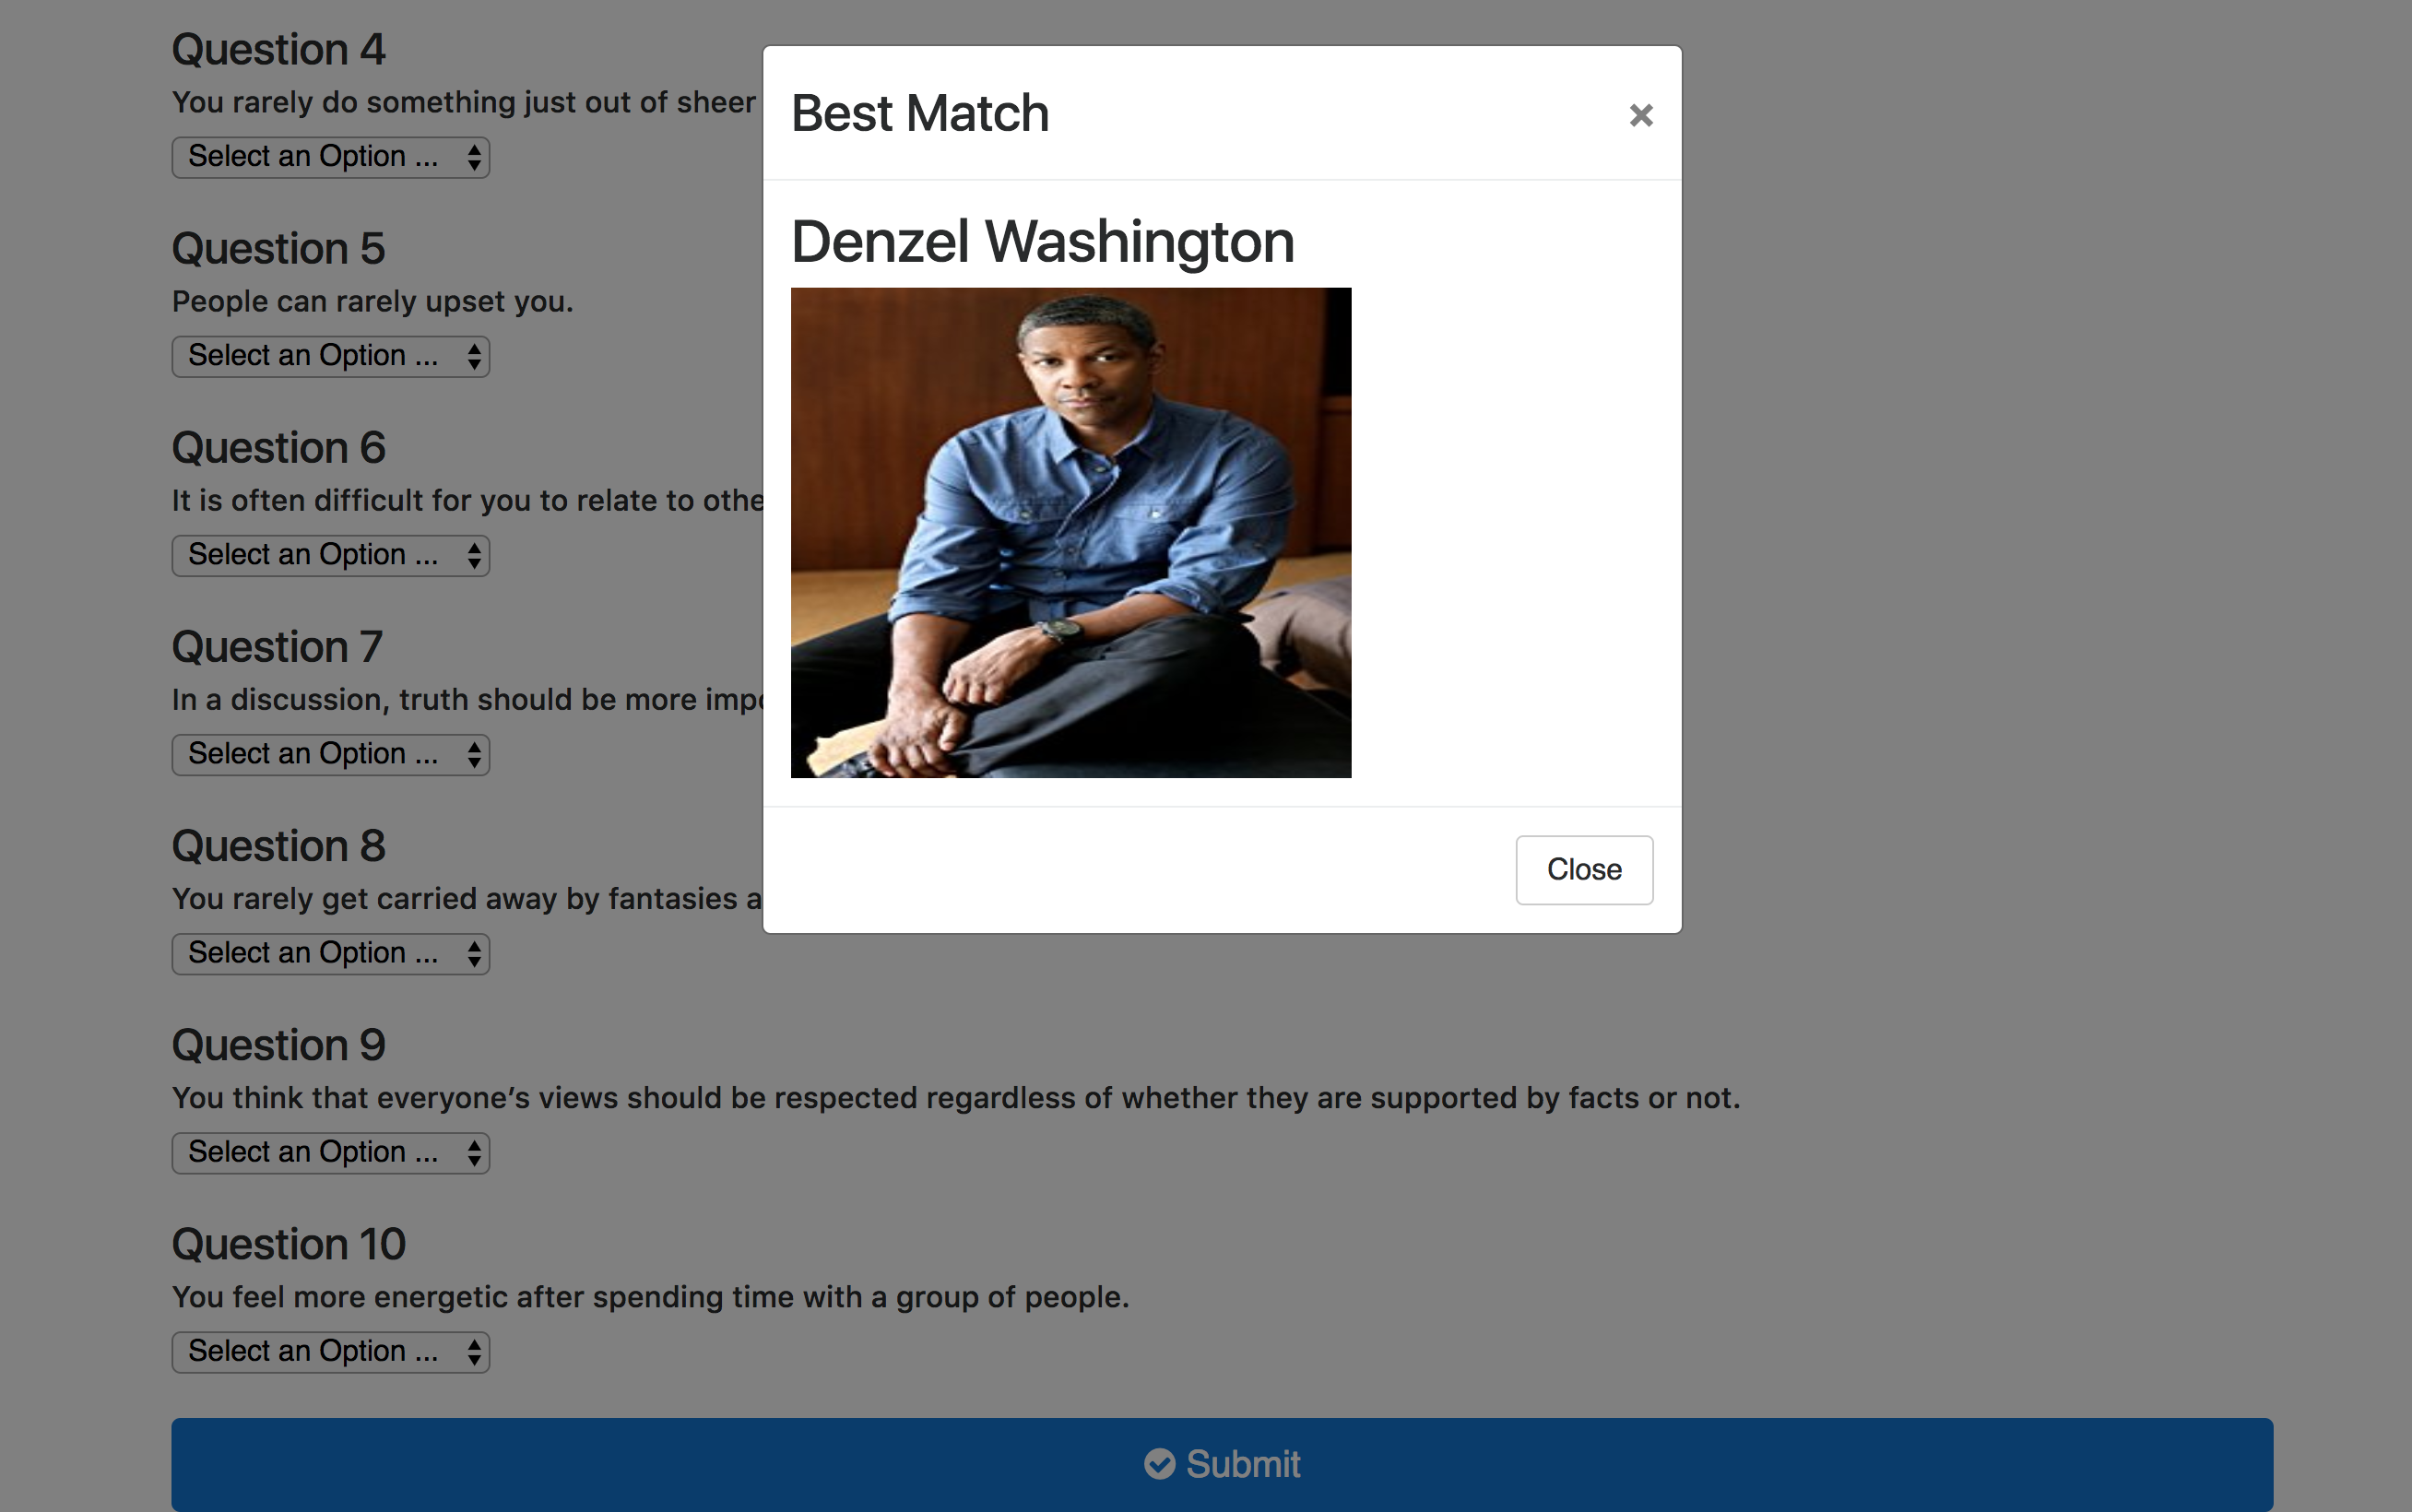 Question 4
You rarely do something just out of sheer
Select an Option ...
Question 5
People can rarely upset you.
Select an Option ...
Question 6
It is often difficult for you to relate to othe
Select an Option ...
Question 7
In a discussion, truth should be more impo
Select an Option ...
Question 8
You rarely get carried away by fantasies a
Select an Option ...
Question 9
You think that everyone’s views should be respected regardless of whether they are supported by facts or not.
Select an Option ...
Question 10
You feel more energetic after spending time with a group of people.
Select an Option ...
Submit
Best Match
×
Denzel Washington
Close